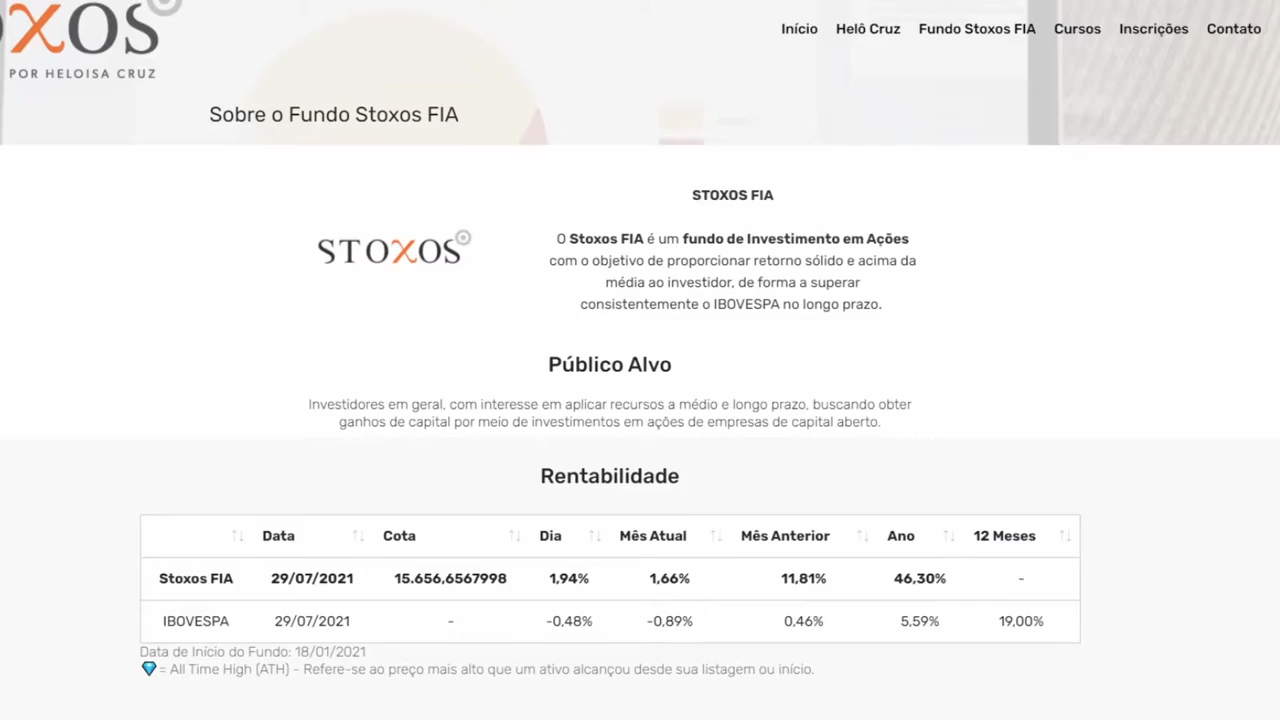 OXOS
POR HELOISA CRUZ
Início Helô Cruz Fundo Stoxos FIA Cursos Inscrições Contato
Sobre o Fundo Stoxos FIA
STOXOS
STOXOS FIA
O Stoxos FIA é um fundo de Investimento em Ações
com o objetivo de proporcionar retorno sólido e acima da
média ao investidor, de forma a superar
consistentemente o IBOVESPA no longo prazo.
Público Alvo
Investidores em geral, com interesse em aplicar recursos a médio e longo prazo, buscando obter
ganhos de capital por meio de investimentos em ações de empresas de capital aberto.
Rentabilidade
Data Cota Dia Mês Atual Mês Anterior Ano 12 Meses
Stoxos FIA 29/07/2021 15.656,6567998 1,94% 1,66% 11,81% 46,30% -
IBOVESPA 29/07/2021 - -0,48% -0,89% 0,46% 5,59% 19,00%
Data de Início do Fundo: 18/01/2021
💎= All Time High (ATH) - Refere-se ao preço mais alto que um ativo alcançou desde sua listagem ou início.